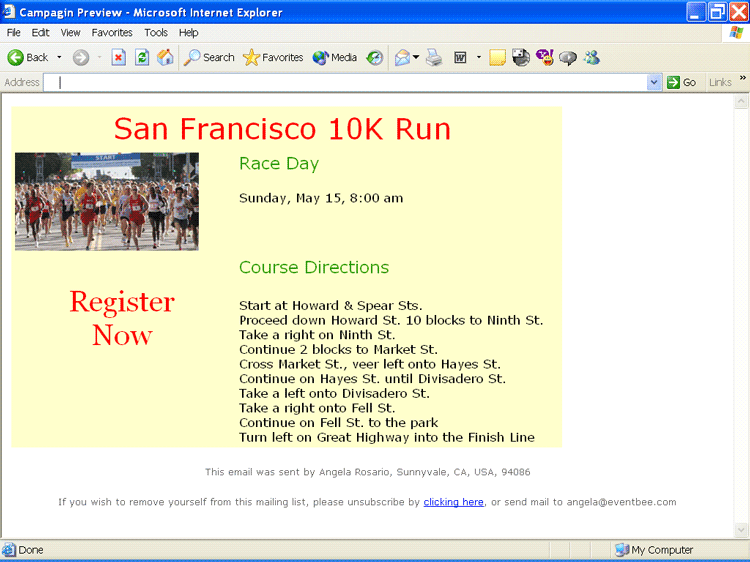 Campagin Preview - Microsoft Internet Explorer
File Edit View Favorites Tools Help
Back Search Favorites Media
Address Go Links
San Francisco 10K Run
START
Race Day
Sunday, May 15, 8:00 am
Course Directions
Register
Now
Start at Howard & Spear Sts.
Proceed down Howard St. 10 blocks to Ninth St.
Take a right on Ninth St.
Continue 2 blocks to Market St.
Cross Market St., veer left onto Hayes St.
Continue on Hayes St. until Divisadero St.
Take a left onto Divisadero St.
Take a right onto Fell St.
Continue on Fell St. to the park
Turn left on Great Highway into the Finish Line
This email was sent by Angela Rosario, Sunnyvale, CA, USA, 94086
If you wish to remove yourself from this mailing list, please unsubscribe by clicking here, or send mail to angela@eventbee.com
Done My Computer